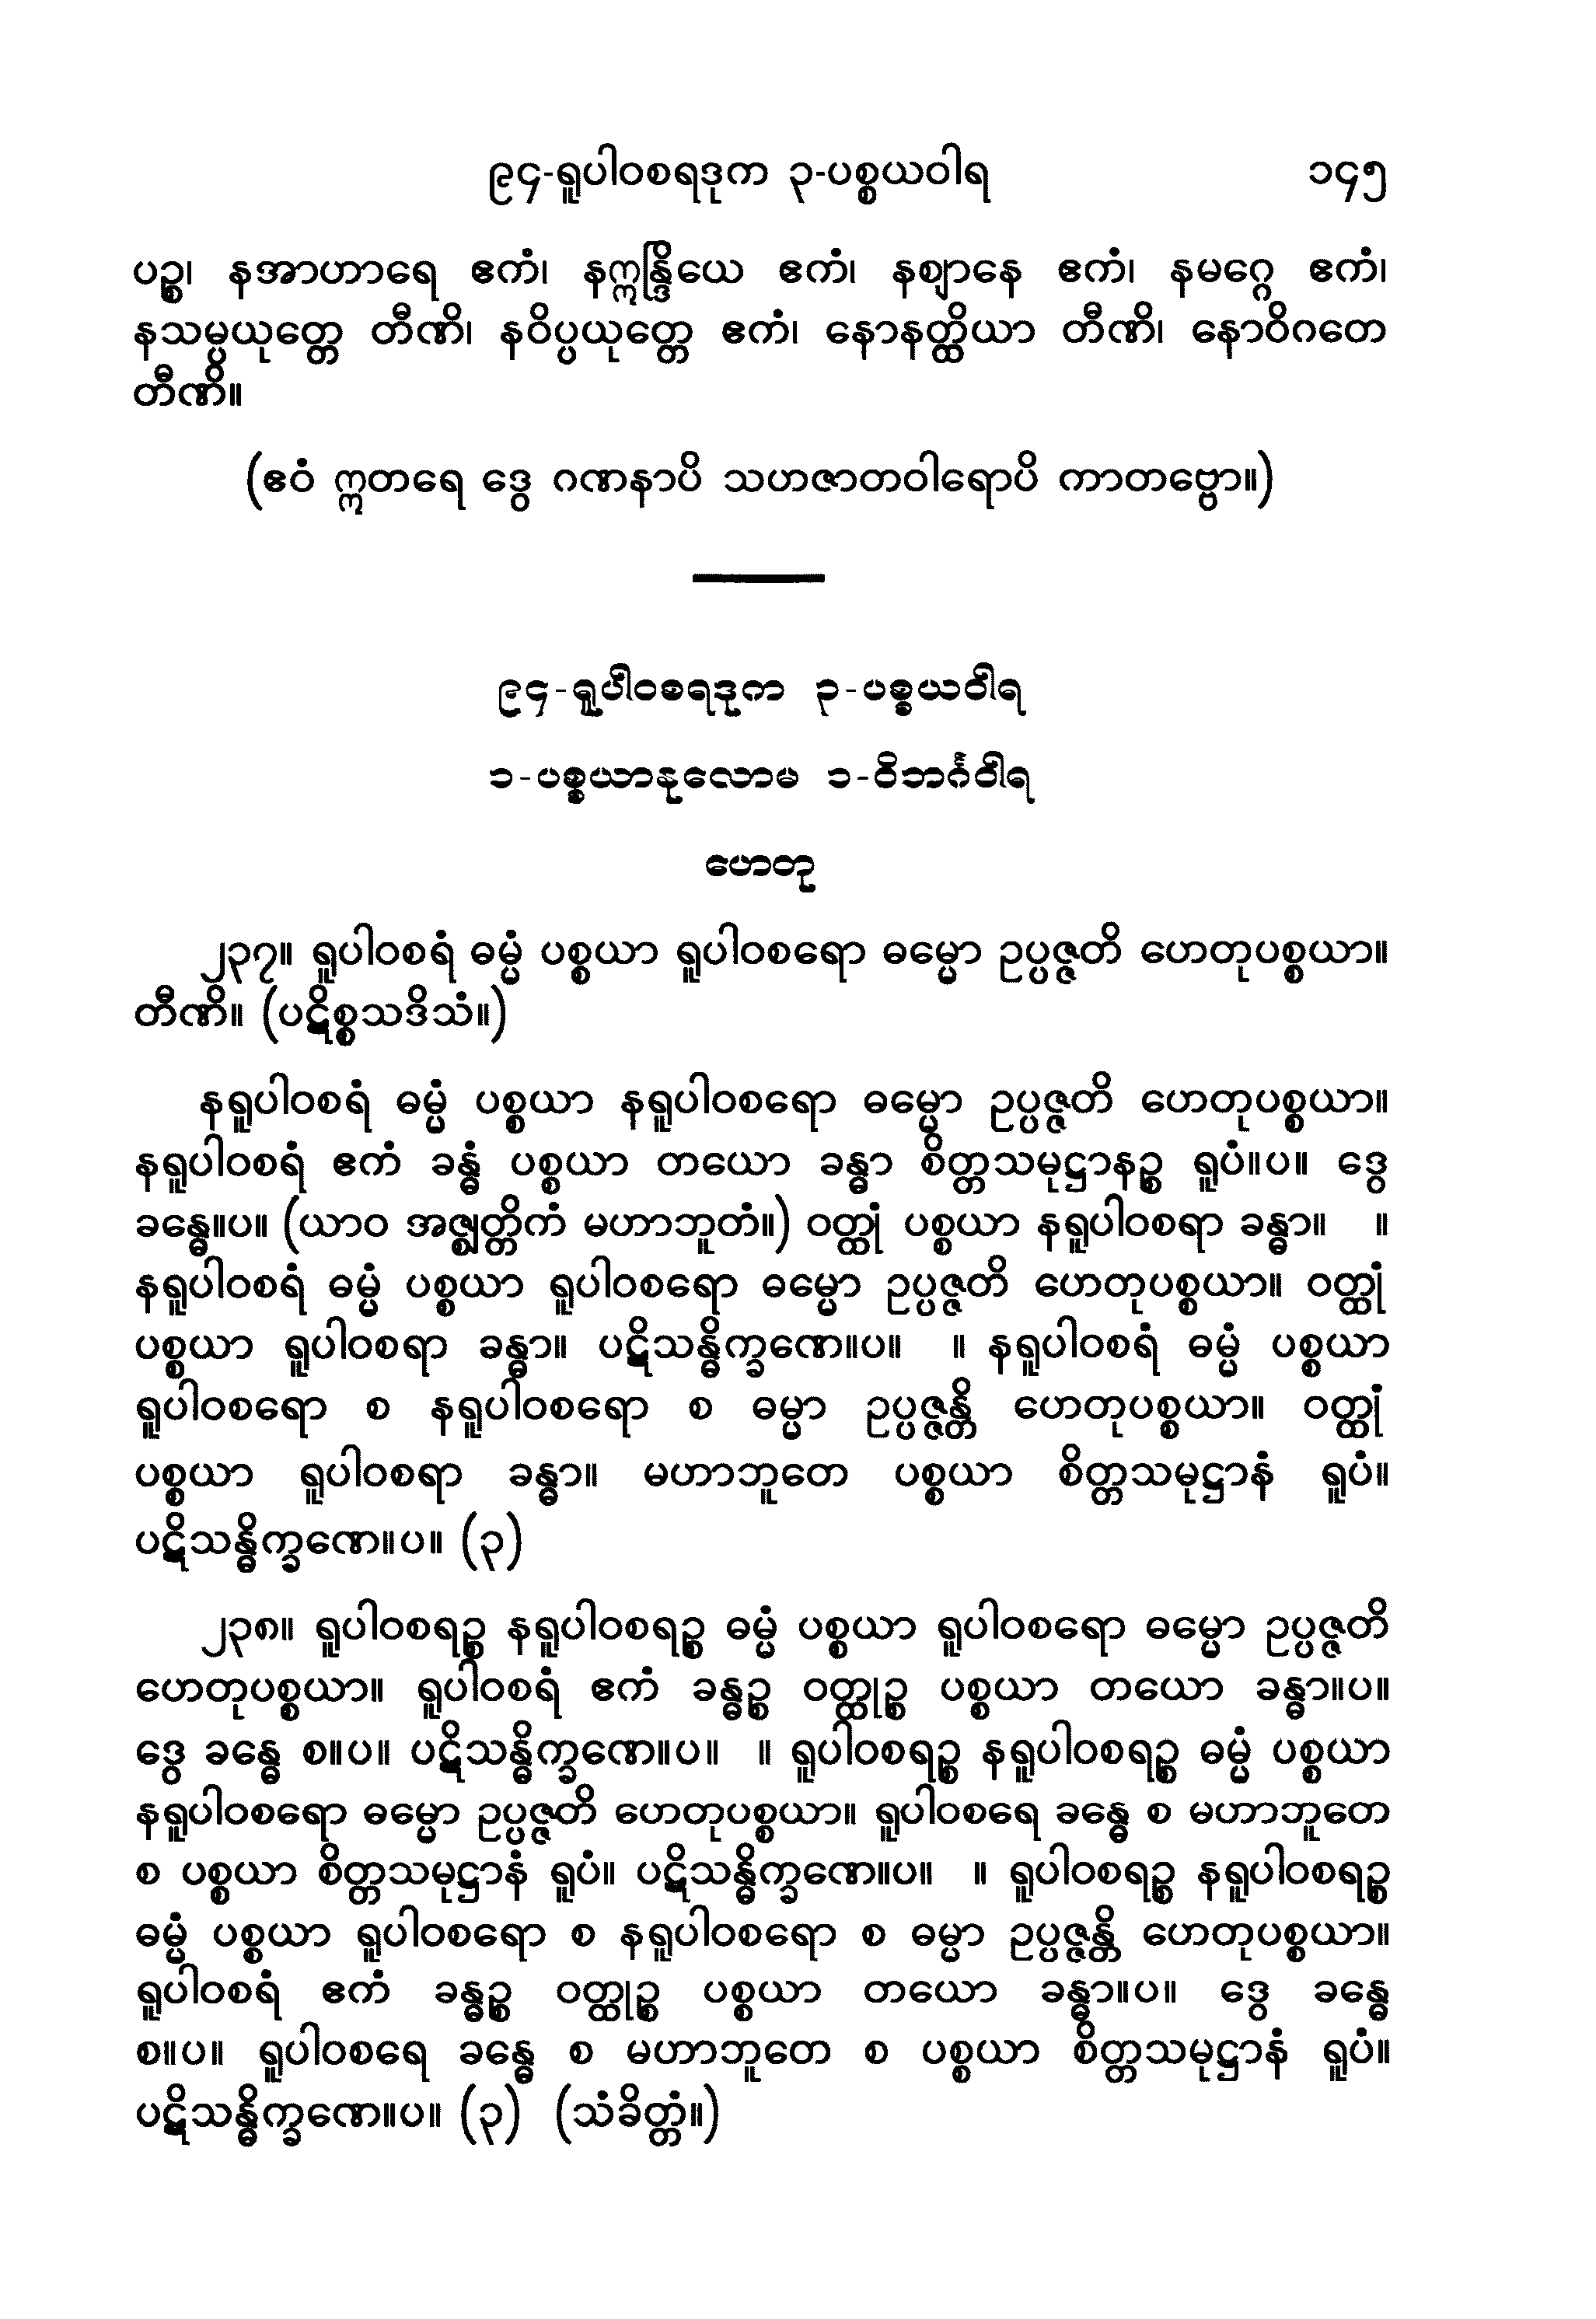 ၉၄-ရူပါဝစရဒုက ၃-ပစ္စယဝါရ ၁၄၅
ပဉ္စ၊ နအာဟာရေ ဧကံ၊ နဣန္ဒြိယေ ဧကံ၊ နဈာနေ ဧကံ၊ နမဂ္ဂေ ဧကံ၊
နသမ္ပယုတ္တေ တီဏိ၊ နဝိပ္ပယုတ္တေ ဧကံ၊ နောနတ္ထိယာ တီဏိ၊ နောဝိဂတေ
တီဏိ။
(ဧဝံ ဣတရေ ဒွေ ဂဏနာပိ သဟဇာတဝါရောပိ ကာတဗ္ဗော။)
၉၄-ရူပါဝစရဒုက ၃-ပစ္စယဝါရ
၁-ပစ္စယာနုလောမ ၁-ဝိဘင်္ဂဝါရ
ဟေတု
၂၃၇။ ရူပါဝစရံ ဓမ္မံ ပစ္စယာ ရူပါဝစရော ဓမ္မော ဥပ္ပဇ္ဇတိ ဟေတုပစ္စယာ။
တီဏိ။ (ပဋိစ္စသဒိသံ။)
နရူပါဝစရံ ဓမ္မံ ပစ္စယာ နရူပါဝစရော ဓမ္မော ဥပ္ပဇ္ဇတိ ဟေတုပစ္စယာ။
နရူပါဝစရံ ဧကံ ခန္ဓံ ပစ္စယာ တယော ခန္ဓာ စိတ္တသမုဋ္ဌာနဉ္စ ရူပံ။ပ။ ဒွေ
ခန္ဓေ။ပ။ (ယာဝ အဇ္ဈတ္တိကံ မဟာဘူတံ။) ဝတ္ထုံ ပစ္စယာ နရူပါဝစရာ ခန္ဓာ။ ။
နရူပါဝစရံ ဓမ္မံ ပစ္စယာ ရူပါဝစရော ဓမ္မော ဥပ္ပဇ္ဇတိ ဟေတုပစ္စယာ။ ဝတ္ထုံ
ပစ္စယာ ရူပါဝစရာ ခန္ဓာ။ ပဋိသန္ဓိက္ခဏေ။ပ။ ။ နရူပါဝစရံ ဓမ္မံ ပစ္စယာ
ရူပါဝစရော စ နရူပါဝစရော စ ဓမ္မာ ဥပ္ပဇ္ဇန္တိ ဟေတုပစ္စယာ။ ဝတ္ထုံ
ပစ္စယာ ရူပါဝစရာ ခန္ဓာ။ မဟာဘူတေ ပစ္စယာ စိတ္တသမုဋ္ဌာနံ ရူပံ။
ပဋိသန္ဓိက္ခဏေ။ပ။ (၃)
၂၃၈။ ရူပါဝစရဉ္စ နရူပါဝစရဉ္စ ဓမ္မံ ပစ္စယာ ရူပါဝစရော ဓမ္မော ဥပ္ပဇ္ဇတိ
ဟေတုပစ္စယာ။ ရူပါဝစရံ ဧကံ ခန္ဓဉ္စ ဝတ္ထုဉ္စ ပစ္စယာ တယော ခန္ဓာ။ပ။
ဒွေ ခန္ဓေ စ။ပ။ ပဋိသန္ဓိက္ခဏေ။ပ။ ။ ရူပါဝစရဉ္စ နရူပါဝစရဉ္စ ဓမ္မံ ပစ္စယာ
နရူပါဝစရော ဓမ္မော ဥပ္ပဇ္ဇတိ ဟေတုပစ္စယာ။ ရူပါဝစရေ ခန္ဓေ စ မဟာဘူတေ
စ ပစ္စယာ စိတ္တသမုဋ္ဌာနံ ရူပံ။ ပဋိသန္ဓိက္ခဏေ။ပ။ ။ ရူပါဝစရဉ္စ နရူပါဝစရဉ္စ
ဓမ္မံ ပစ္စယာ ရူပါဝစရော စ နရူပါဝစရော စ ဓမ္မာ ဥပ္ပဇ္ဇန္တိ ဟေတုပစ္စယာ။
ရူပါဝစရံ ဧကံ ခန္ဓဉ္စ ဝတ္ထုဉ္စ ပစ္စယာ တယော ခန္ဓာ။ပ။ ဒွေ ခန္ဓေ
စ။ပ။ ရူပါဝစရေ ခန္ဓေ စ မဟာဘူတေ စ ပစ္စယာ စိတ္တသမုဋ္ဌာနံ ရူပံ။
ပဋိသန္ဓိက္ခဏေ။ပ။ (၃) (သံခိတ္တံ။)